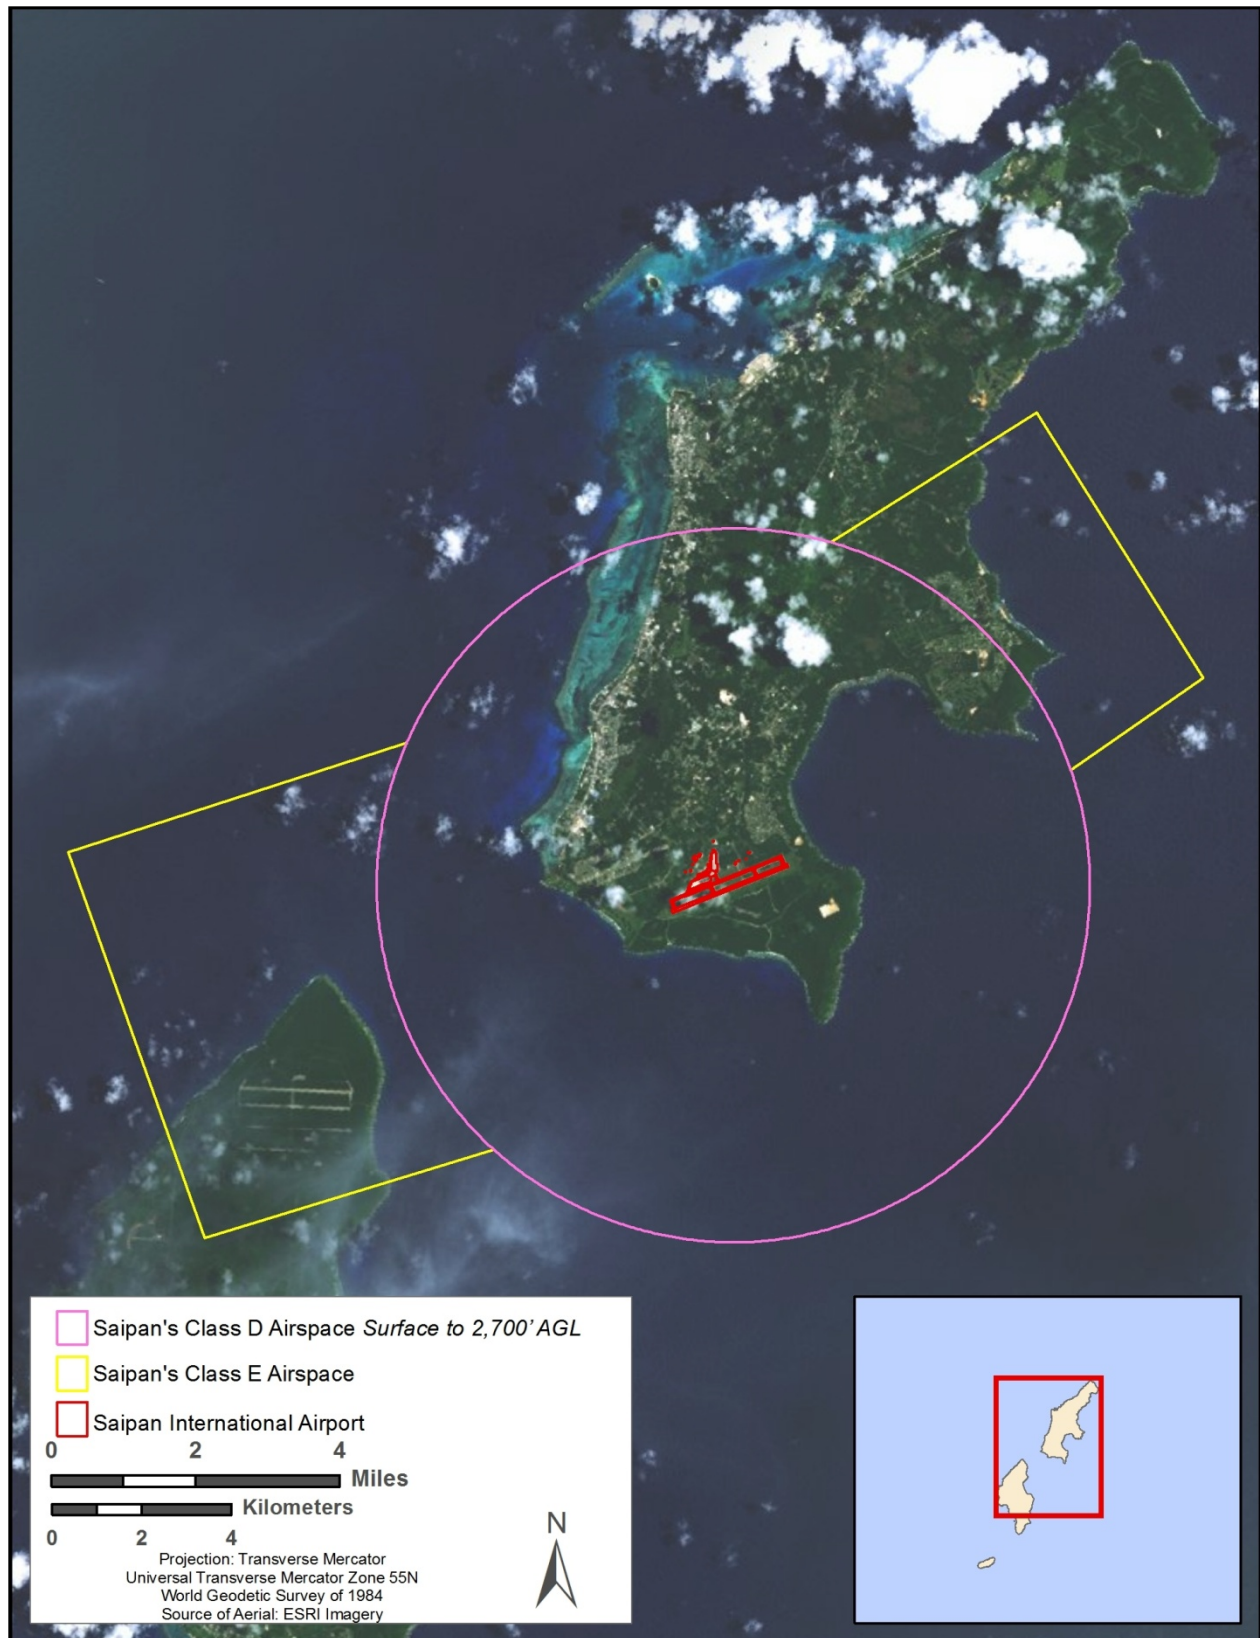 Saipan's Class D Airspace Surface to 2,700' AGL
Saipan's Class E Airspace
Saipan International Airport
0 2 4
Miles
Kilometers
0 2 4
N
Projection: Transverse Mercator
Universal Transverse Mercator Zone 55N
World Geodetic Survey of 1984
Source of Aerial: ESRI Imagery